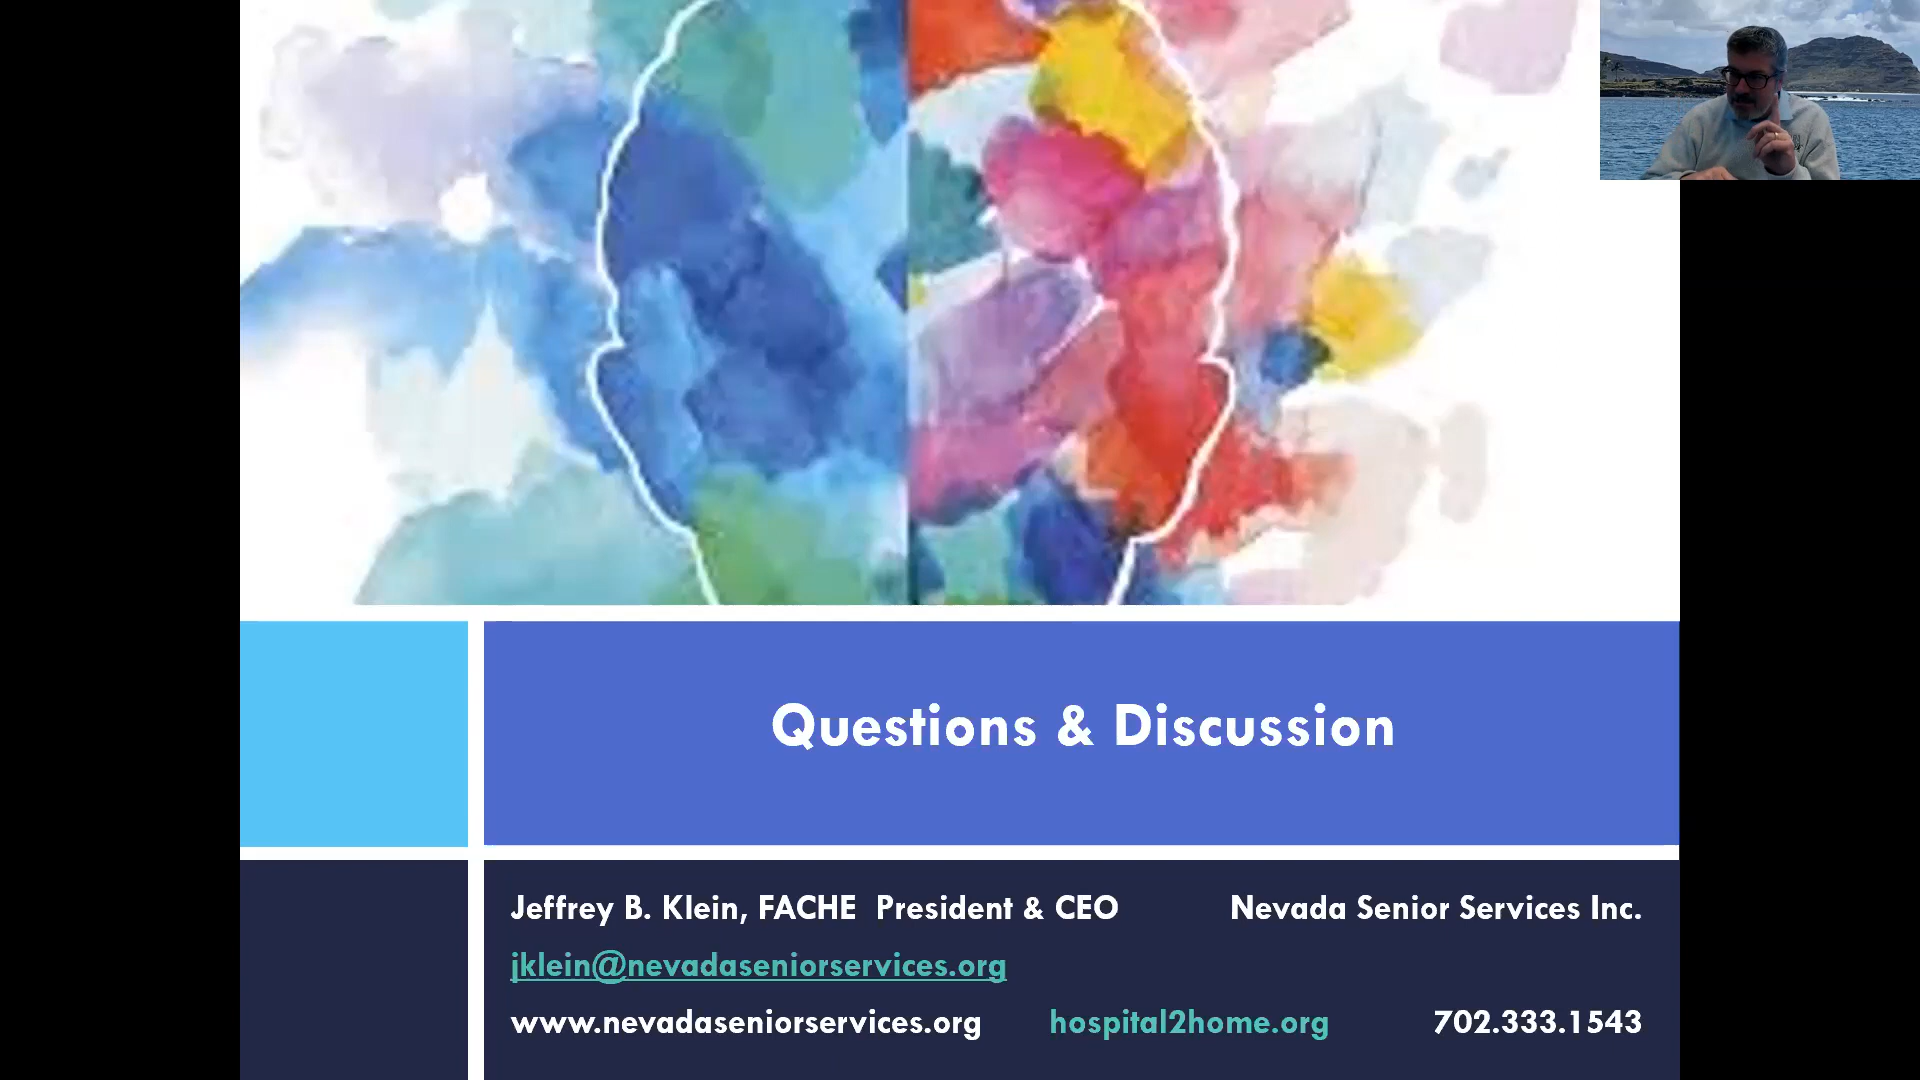 Questions & Discussion
Jeffrey B. Klein, FACHE President & CEO Nevada Senior Services Inc.
jklein@nevadaseniorservices.org
www.nevadaseniorservices.org hospital2home.org 702.333.1543